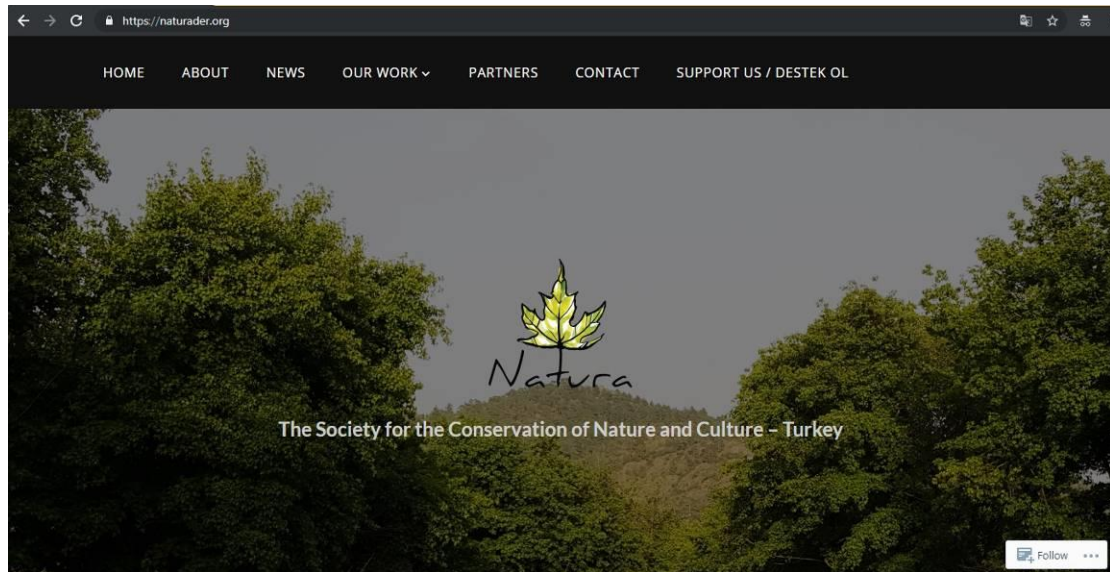 https://naturader.org
HOME ABOUT NEWS OUR WORK PARTNERS CONTACT SUPPORT US / DESTEK OL
Natura
The Society for the Conservation of Nature and Culture – Turkey
Follow